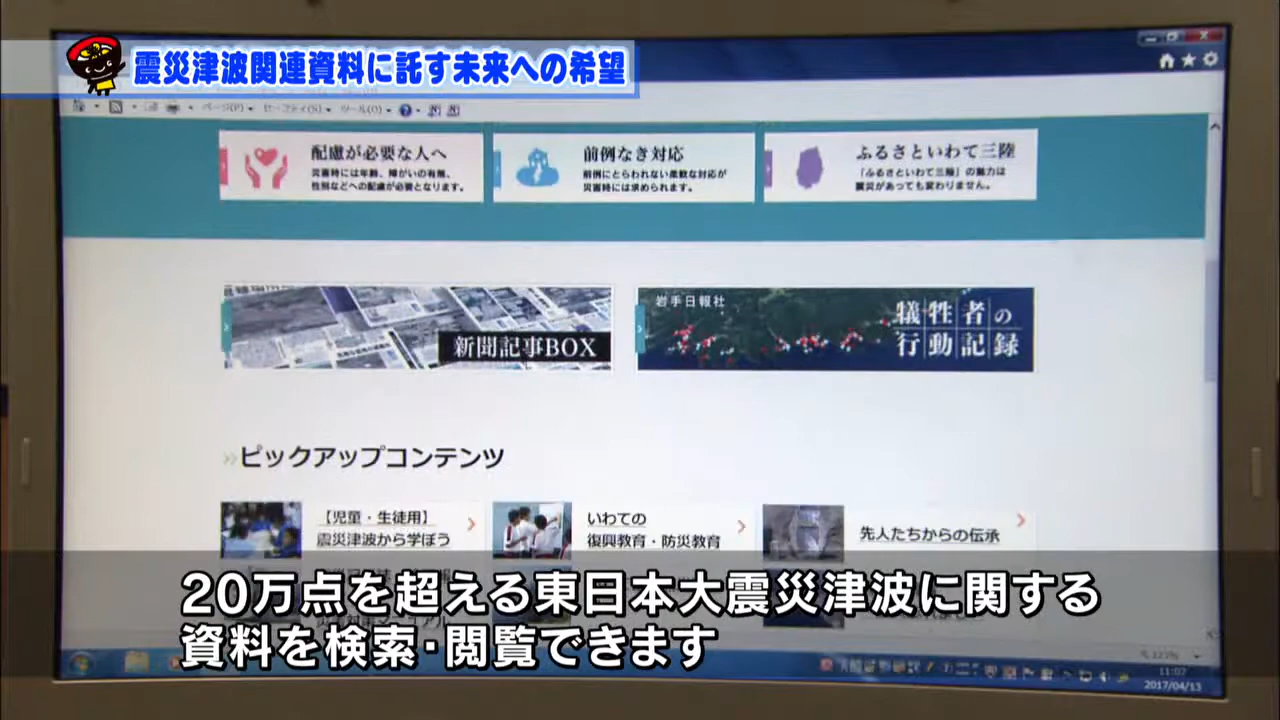 震災津波関連資料に託す未来への希望
ページ(P) セーフティ(S) ツール(O)
配慮が必要な人へ
災害時には年齢、障がいの有無、
性別などへの配慮が必要となります。
前例なき対応
前例にとらわれない柔軟な対応が
災害時には求められます。
ふるさといわて三陸
「ふるさといわて三陸」の魅力は
震災があっても変わりません。
新聞記事BOX
岩手日報社
犠牲者の
行動記録
ピックアップコンテンツ
【児童・生徒用】
震災津波から学ぼう
いわての
復興教育・防災教育
先人たちからの伝承
20万点を超える東日本大震災津波に関する
資料を検索・閲覧できます
11:07
2017/04/13